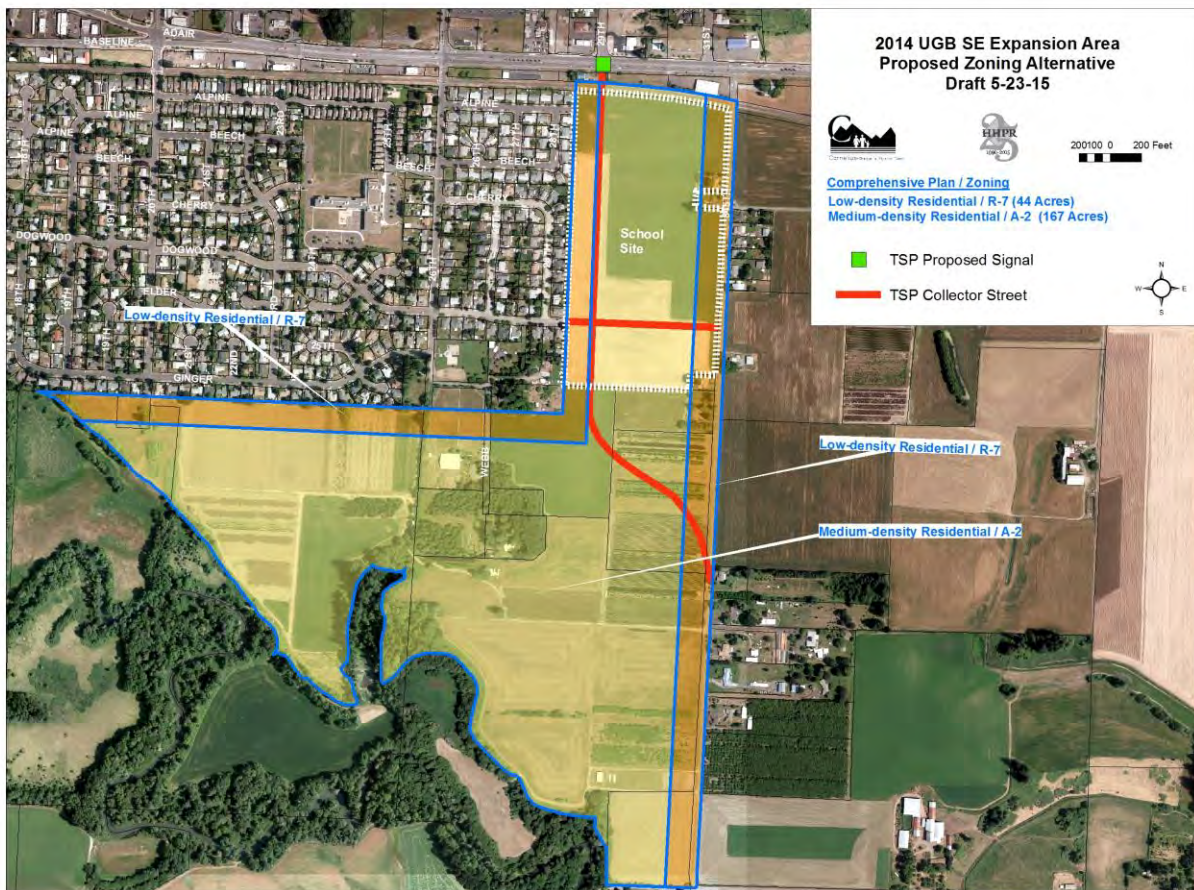 2014 UGB SE Expansion Area
Proposed Zoning Alternative
Draft 5-23-15
HHPR
200100 0 200 Feet
Comprehensive Plan / Zoning
Low-density Residential / R-7 (44 Acres)
Medium-density Residential / A-2 (167 Acres)
TSP Proposed Signal
TSP Collector Street
N
W E
S
ADAIR
BASELINE
ALPINE
ALPINE
ALPINE
BEECH
BEECH
BEECH
BEECH
CHERRY
CHERRY
DOGWOOD
DOGWOOD
ELDER
GINGER
WEBB
School
Site
Low-density Residential / R-7
Low-density Residential / R-7
Medium-density Residential / A-2